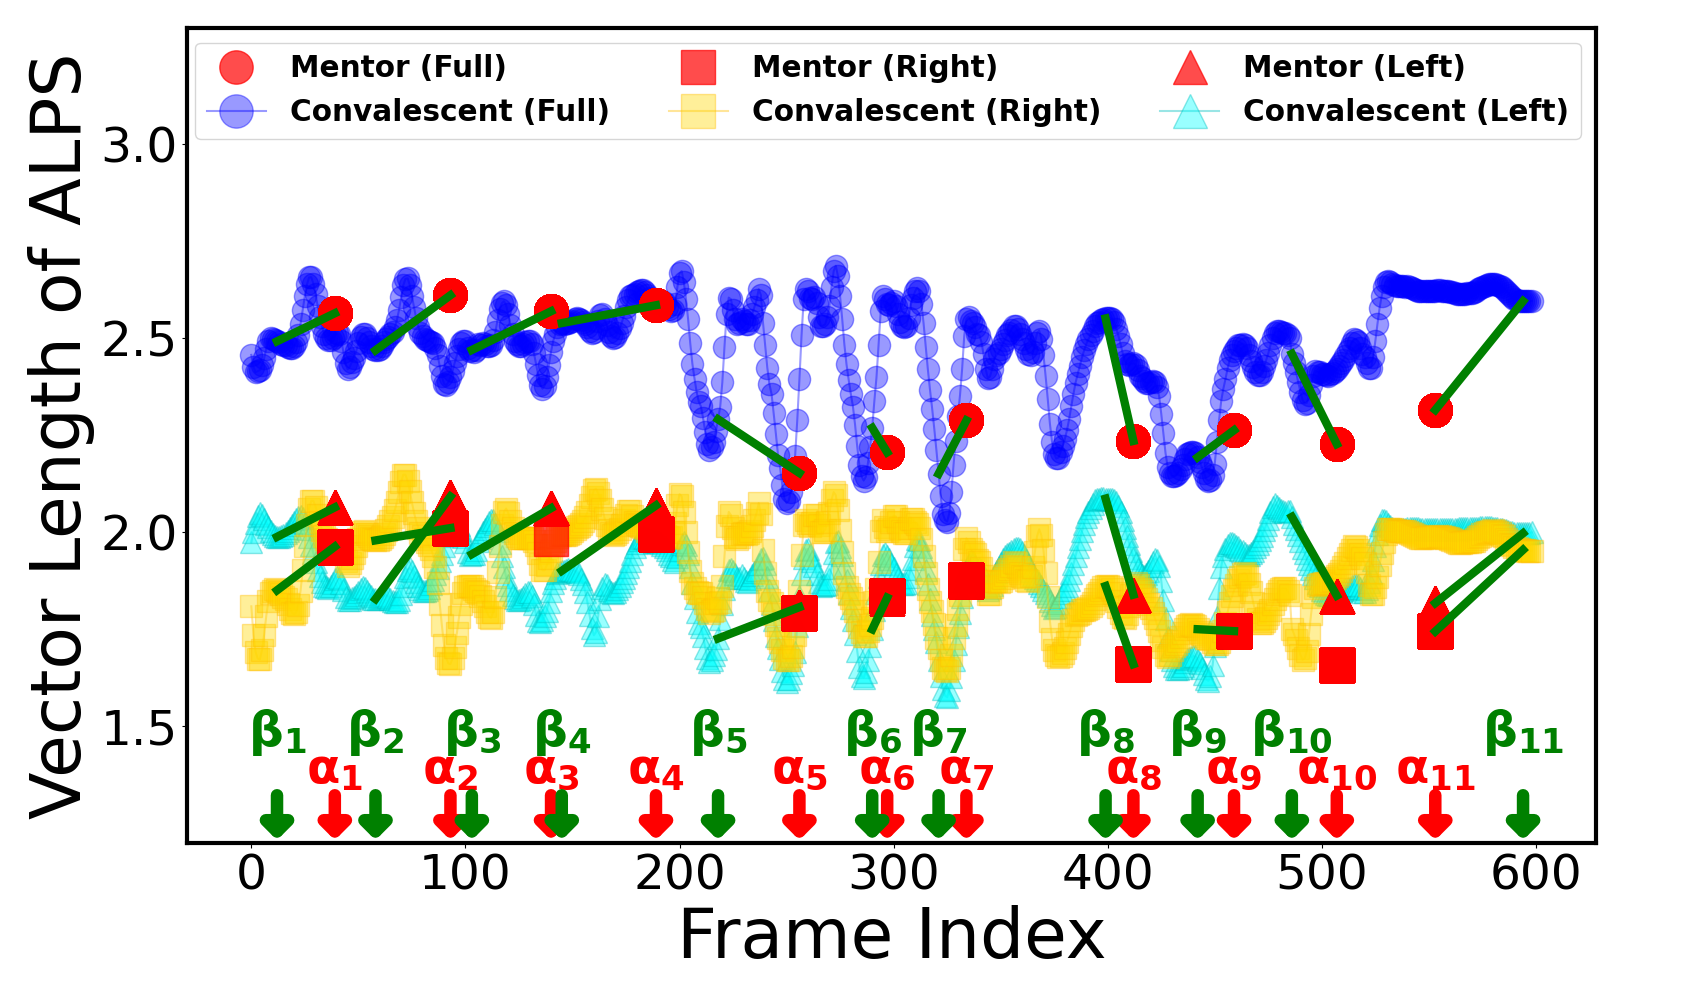 Mentor (Full) Mentor (Right) Mentor (Left)
Convalescent (Full) Convalescent (Right) Convalescent (Left)
Vector Length of ALPS
3.0
2.5
2.0
1.5
β1 β2 β3 β4 β5 β6 β7 β8 β9 β10 β11
α1 α2 α3 α4 α5 α6 α7 α8 α9 α10 α11
0 100 200 300 400 500 600
Frame Index